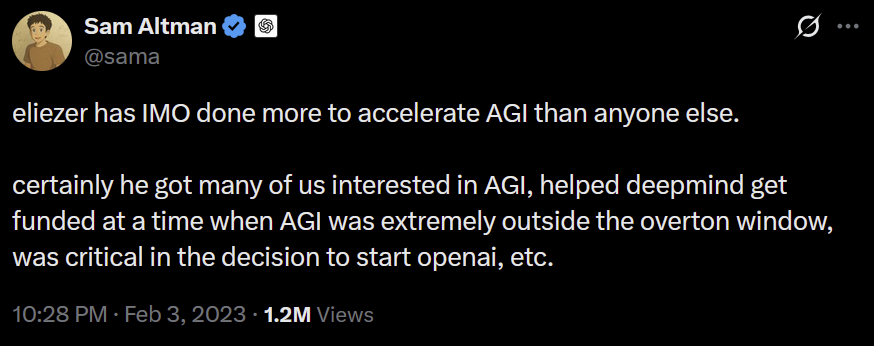 Sam Altman
@sama
eliezer has IMO done more to accelerate AGI than anyone else.
certainly he got many of us interested in AGI, helped deepmind get
funded at a time when AGI was extremely outside the overton window,
was critical in the decision to start openai, etc.
10:28 PM · Feb 3, 2023 · 1.2M Views